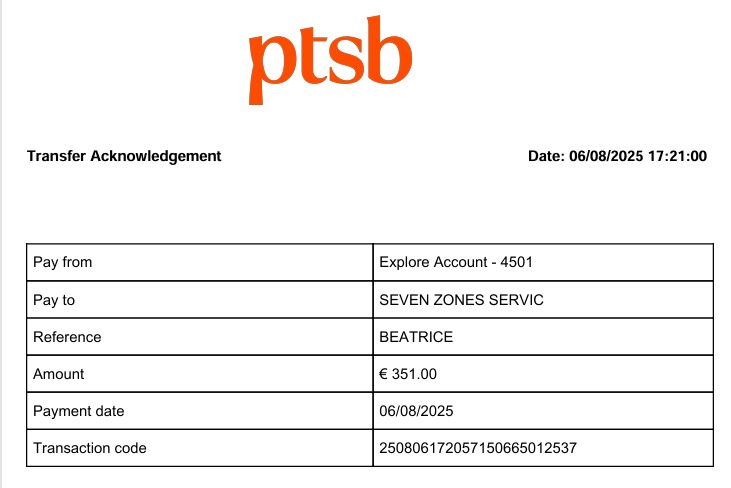 ptsb
Transfer Acknowledgement Date: 06/08/2025 17:21:00
Pay from Explore Account - 4501
Pay to SEVEN ZONES SERVIC
Reference BEATRICE
Amount € 351.00
Payment date 06/08/2025
Transaction code 250806172057150665012537